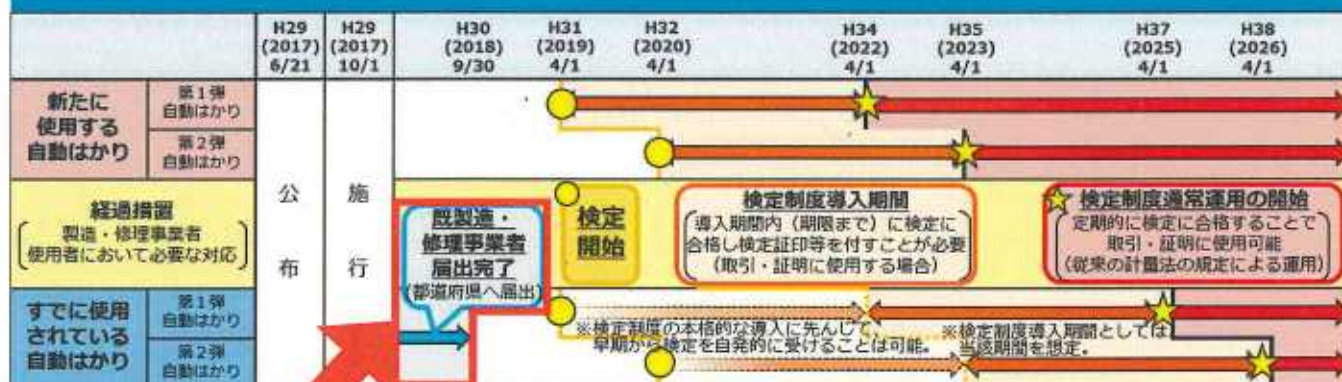 H29
(2017)
6/21
H29
(2017)
10/1
H30
(2018)
9/30
H31
(2019)
4/1
H32
(2020)
4/1
H34
(2022)
4/1
H35
(2023)
4/1
H37
(2025)
4/1
H38
(2026)
4/1
新たに
使用する
自動はかり
第1弾
自動はかり
第2弾
自動はかり
経過措置
製造・修理事業者
使用者において必要な対応
公布
施行
既製造・
修理事業者
届出完了
(都道府県へ届出)
検定
開始
検定制度導入期間
導入期間内（期限まで）に検定に
合格し検定証印等を付すことが必要
（取引・証明に使用する場合）
検定制度通常運用の開始
定期的に検定に合格することで
取引・証明に使用可能
(従来の計量法の規定による運用)
すでに使用
されている
自動はかり
第1弾
自動はかり
第2弾
自動はかり
※検定制度の本格的な導入に先んじて、
早期から検定を自発的に受けることは可能。
※検定制度導入期間としては
当該期間を想定。